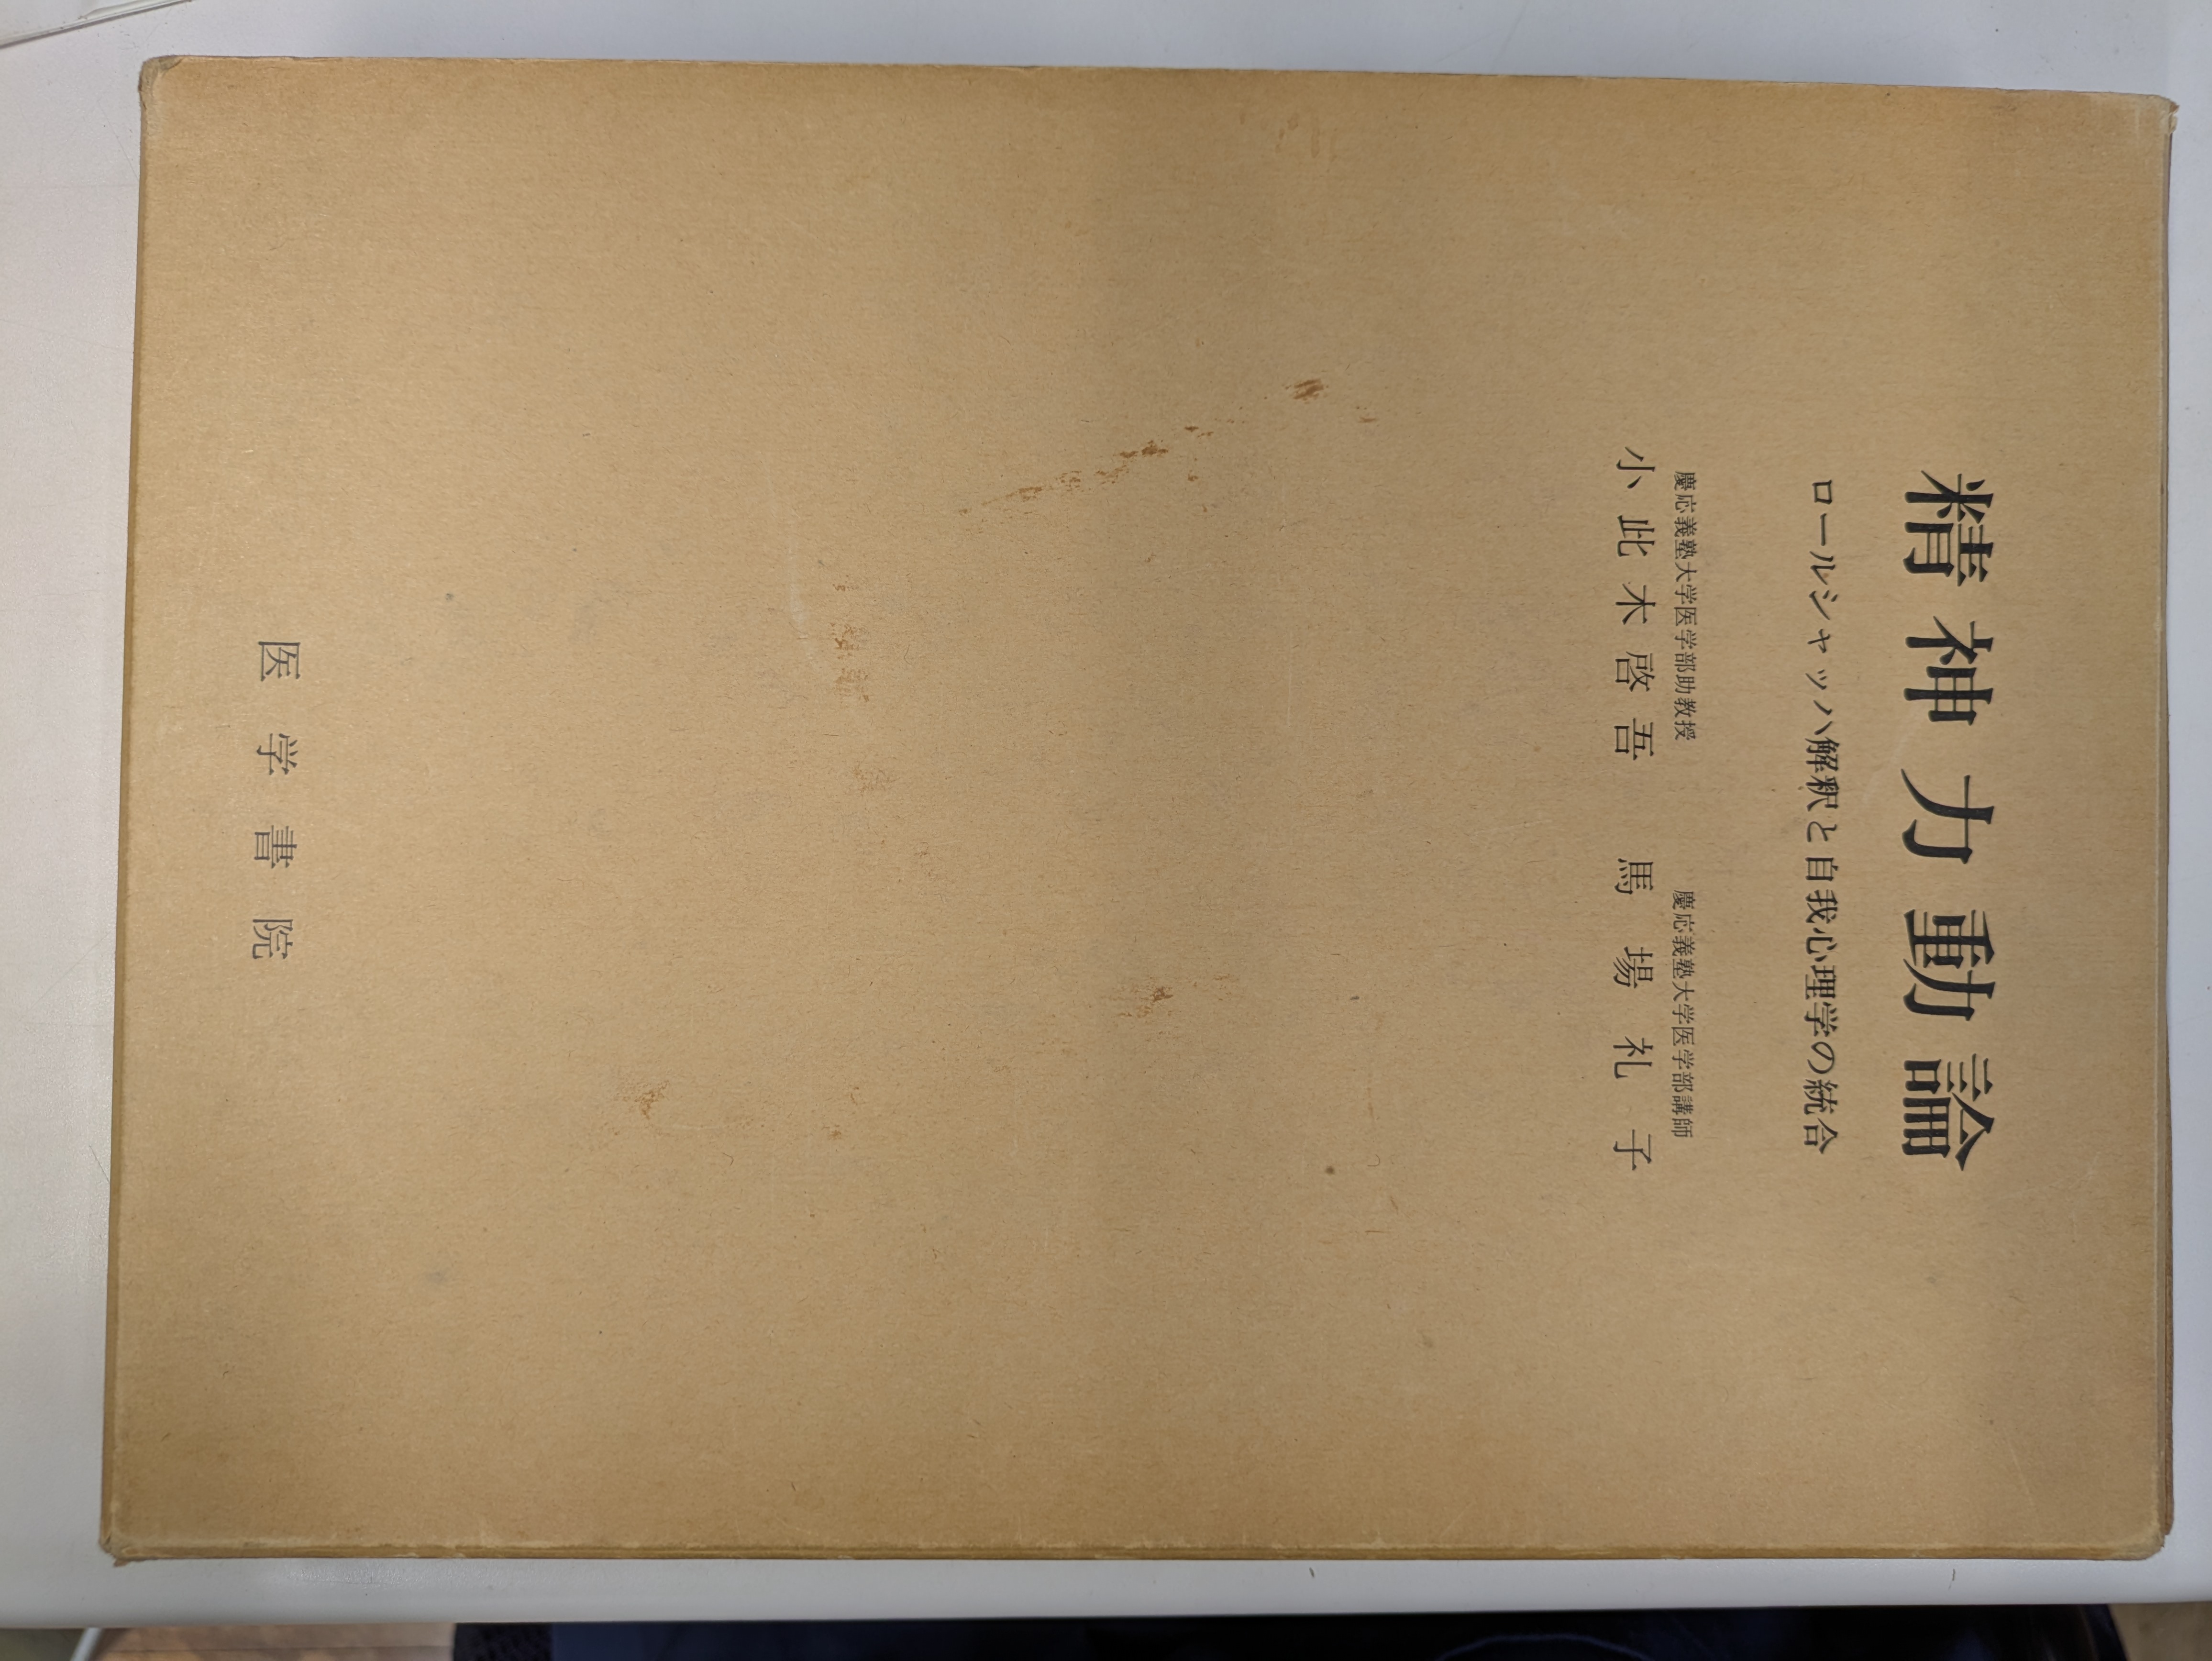 精神力動論
ロールシャッハ解釈と自我心理学の統合
慶応義塾大学医学部助教授 慶応義塾大学医学部講師
小此木啓吾 馬場礼子
医学書院